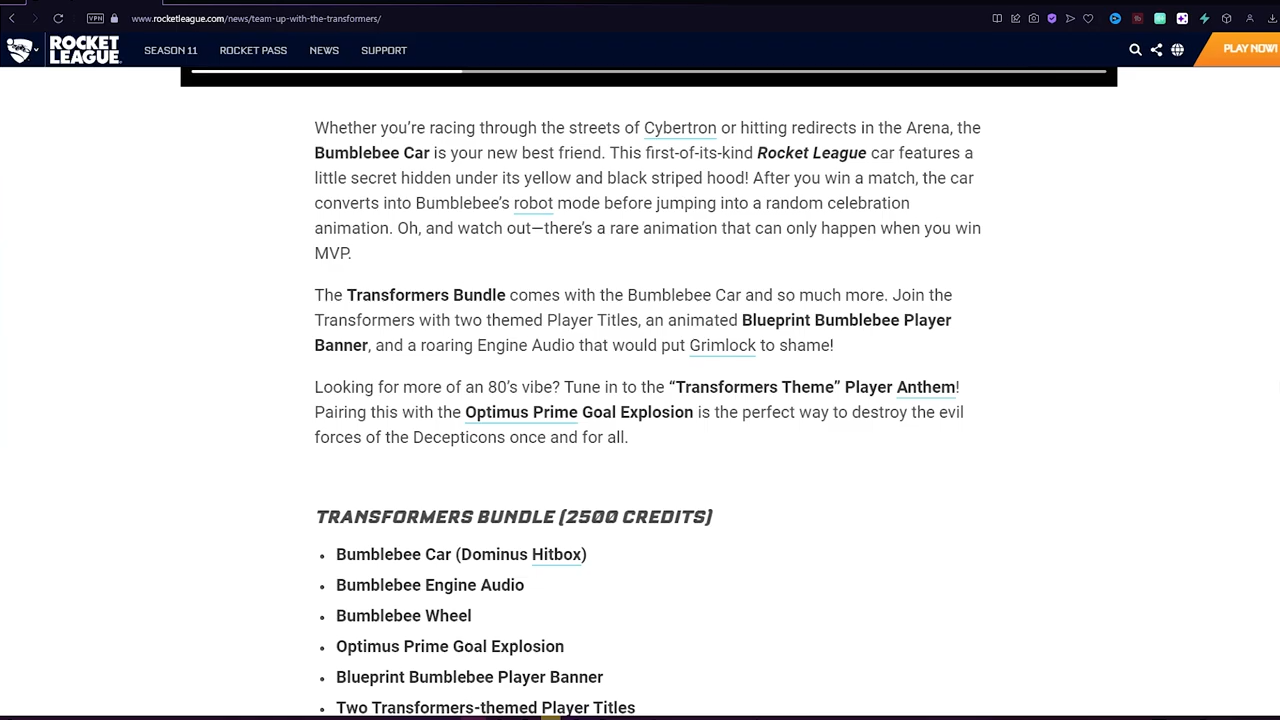 VPN
www.rocketleague.com/news/team-up-with-the-transformers/
ROCKET LEAGUE
SEASON 11
ROCKET PASS
NEWS
SUPPORT
PLAY NOW!
Whether you’re racing through the streets of Cybertron or hitting redirects in the Arena, the
Bumblebee Car is your new best friend. This first-of-its-kind Rocket League car features a
little secret hidden under its yellow and black striped hood! After you win a match, the car
converts into Bumblebee’s robot mode before jumping into a random celebration
animation. Oh, and watch out—there’s a rare animation that can only happen when you win
MVP.
The Transformers Bundle comes with the Bumblebee Car and so much more. Join the
Transformers with two themed Player Titles, an animated Blueprint Bumblebee Player
Banner, and a roaring Engine Audio that would put Grimlock to shame!
Looking for more of an 80’s vibe? Tune in to the “Transformers Theme” Player Anthem!
Pairing this with the Optimus Prime Goal Explosion is the perfect way to destroy the evil
forces of the Decepticons once and for all.
TRANSFORMERS BUNDLE (2500 CREDITS)
• Bumblebee Car (Dominus Hitbox)
• Bumblebee Engine Audio
• Bumblebee Wheel
• Optimus Prime Goal Explosion
• Blueprint Bumblebee Player Banner
• Two Transformers-themed Player Titles